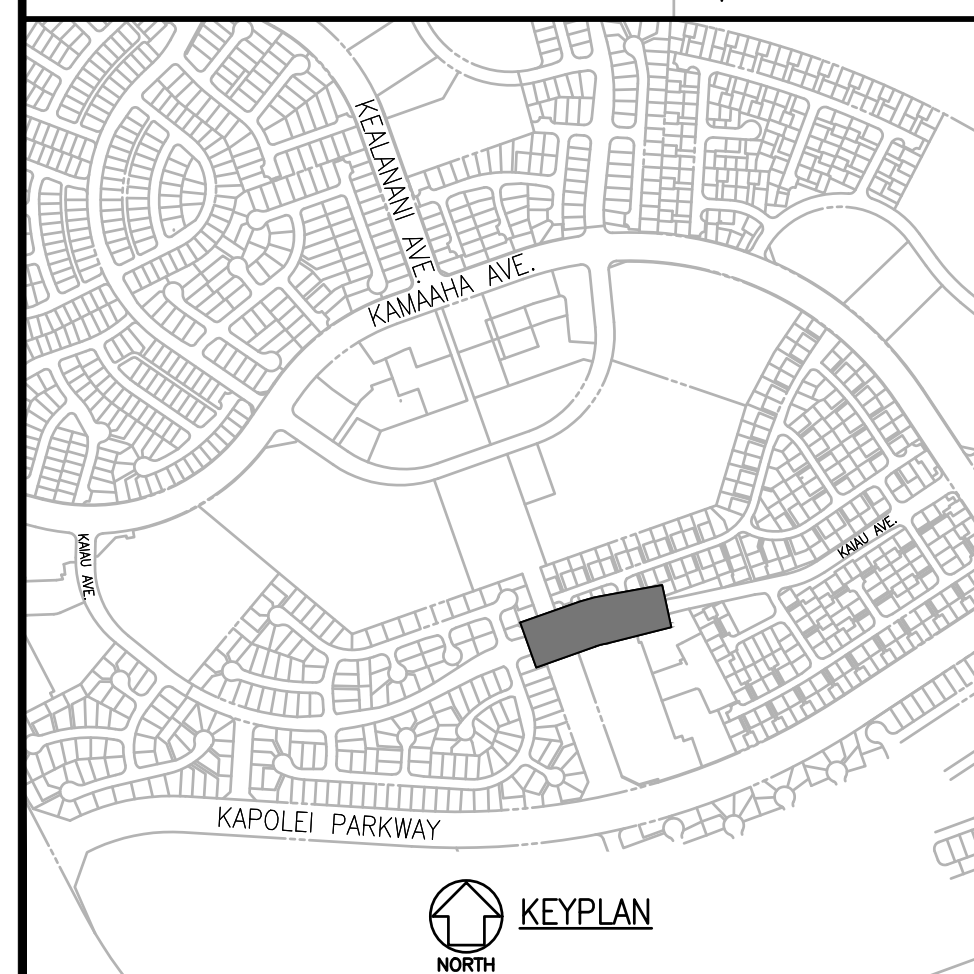 KEALANANI AVE.
KAMAAHA AVE.
KAIAU AVE.
KAIAU AVE.
KAPOLEI PARKWAY
KEYPLAN
NORTH